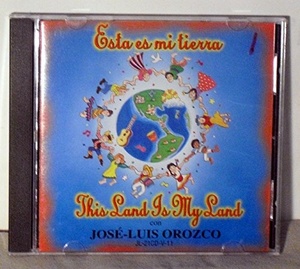 Esta es mi tierra
This Land Is My Land
con
JOSÉ-LUIS OROZCO